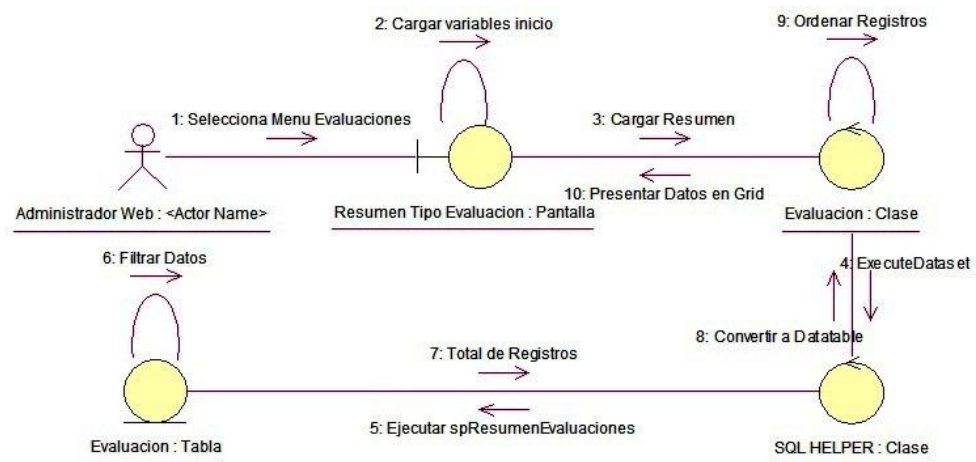 2: Cargar variables inicio
9: Ordenar Registros
1: Selecciona Menu Evaluaciones
3: Cargar Resumen
10: Presentar Datos en Grid
Administrador Web : <Actor Name>
Resumen Tipo Evaluacion : Pantalla
Evaluacion : Clase
6: Filtrar Datos
4: ExecuteDataset
8: Convertir a Datatable
7: Total de Registros
5: Ejecutar spResumenEvaluaciones
Evaluacion : Tabla
SQL HELPER : Clase